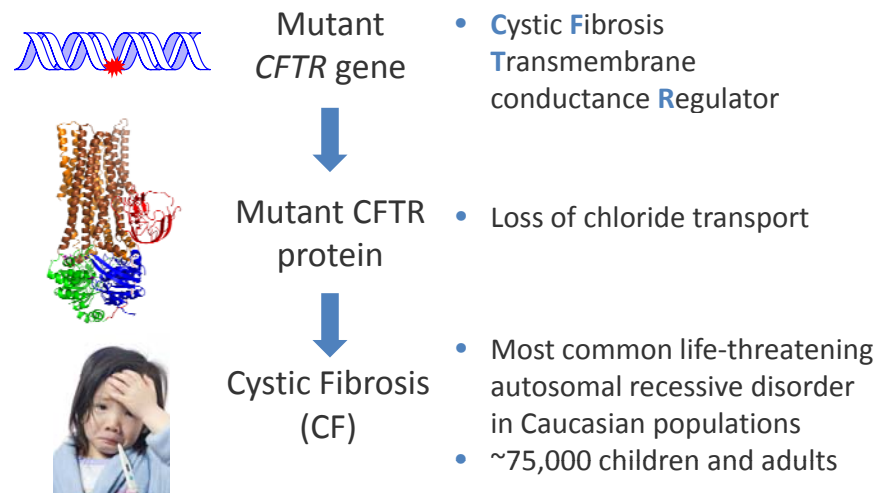 Mutant
CFTR gene
• Cystic Fibrosis
Transmembrane
conductance Regulator
Mutant CFTR
protein
• Loss of chloride transport
Cystic Fibrosis
(CF)
• Most common life-threatening
autosomal recessive disorder
in Caucasian populations
• ~75,000 children and adults